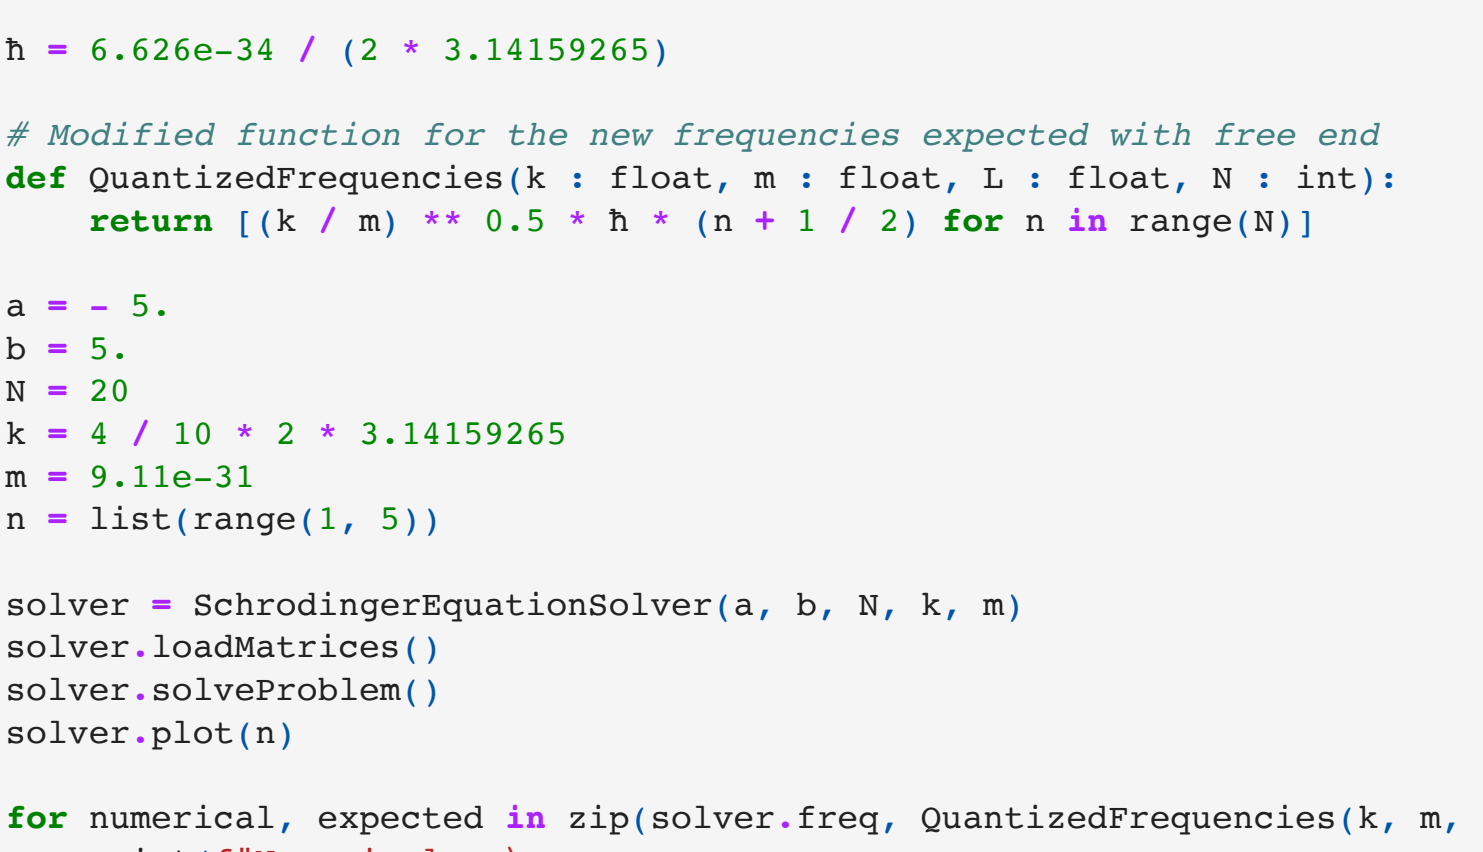 ħ = 6.626e-34 / (2 * 3.14159265)
# Modified function for the new frequencies expected with free end
def QuantizedFrequencies(k : float, m : float, L : float, N : int):
    return [(k / m) ** 0.5 * ħ * (n + 1 / 2) for n in range(N)]
a = - 5.
b = 5.
N = 20
k = 4 / 10 * 2 * 3.14159265
m = 9.11e-31
n = list(range(1, 5))
solver = SchrodingerEquationSolver(a, b, N, k, m)
solver.loadMatrices()
solver.solveProblem()
solver.plot(n)
for numerical, expected in zip(solver.freq, QuantizedFrequencies(k, m,